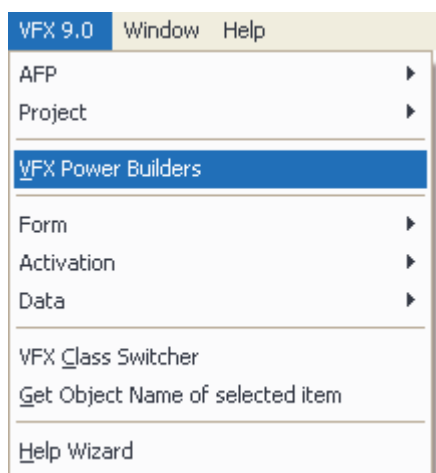 VFX 9.0 Window Help
AFP
Project
VFX Power Builders
Form
Activation
Data
VFX Class Switcher
Get Object Name of selected item
Help Wizard